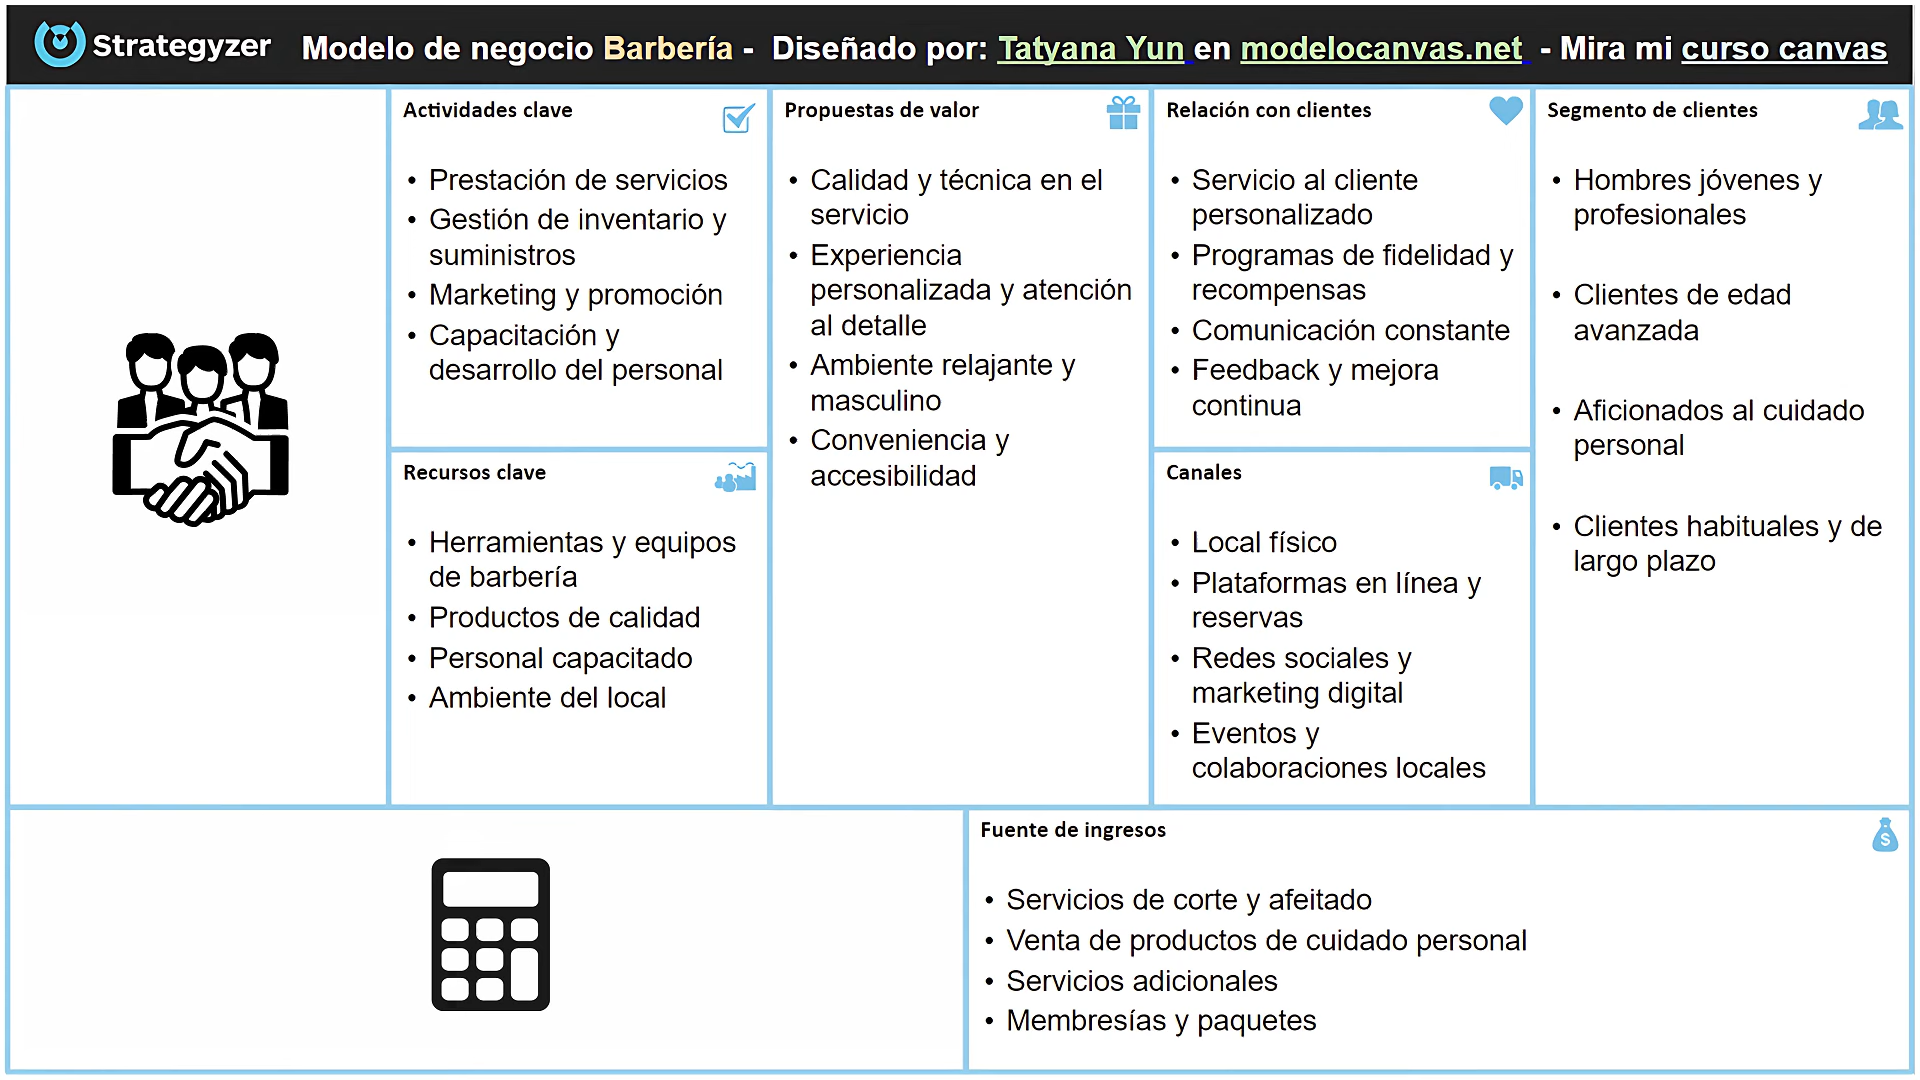 Strategyzer Modelo de negocio Barbería - Diseñado por: Tatyana Yun en modelocanvas.net - Mira mi curso canvas
Actividades clave
• Prestación de servicios
• Gestión de inventario y
suministros
• Marketing y promoción
• Capacitación y
desarrollo del personal
Recursos clave
• Herramientas y equipos
de barbería
• Productos de calidad
• Personal capacitado
• Ambiente del local
Propuestas de valor
• Calidad y técnica en el
servicio
• Experiencia
personalizada y atención
al detalle
• Ambiente relajante y
masculino
• Conveniencia y
accesibilidad
Relación con clientes
• Servicio al cliente
personalizado
• Programas de fidelidad y
recompensas
• Comunicación constante
• Feedback y mejora
continua
Canales
• Local físico
• Plataformas en línea y
reservas
• Redes sociales y
marketing digital
• Eventos y
colaboraciones locales
Segmento de clientes
• Hombres jóvenes y
profesionales
• Clientes de edad
avanzada
• Aficionados al cuidado
personal
• Clientes habituales y de
largo plazo
Fuente de ingresos
$
• Servicios de corte y afeitado
• Venta de productos de cuidado personal
• Servicios adicionales
• Membresías y paquetes